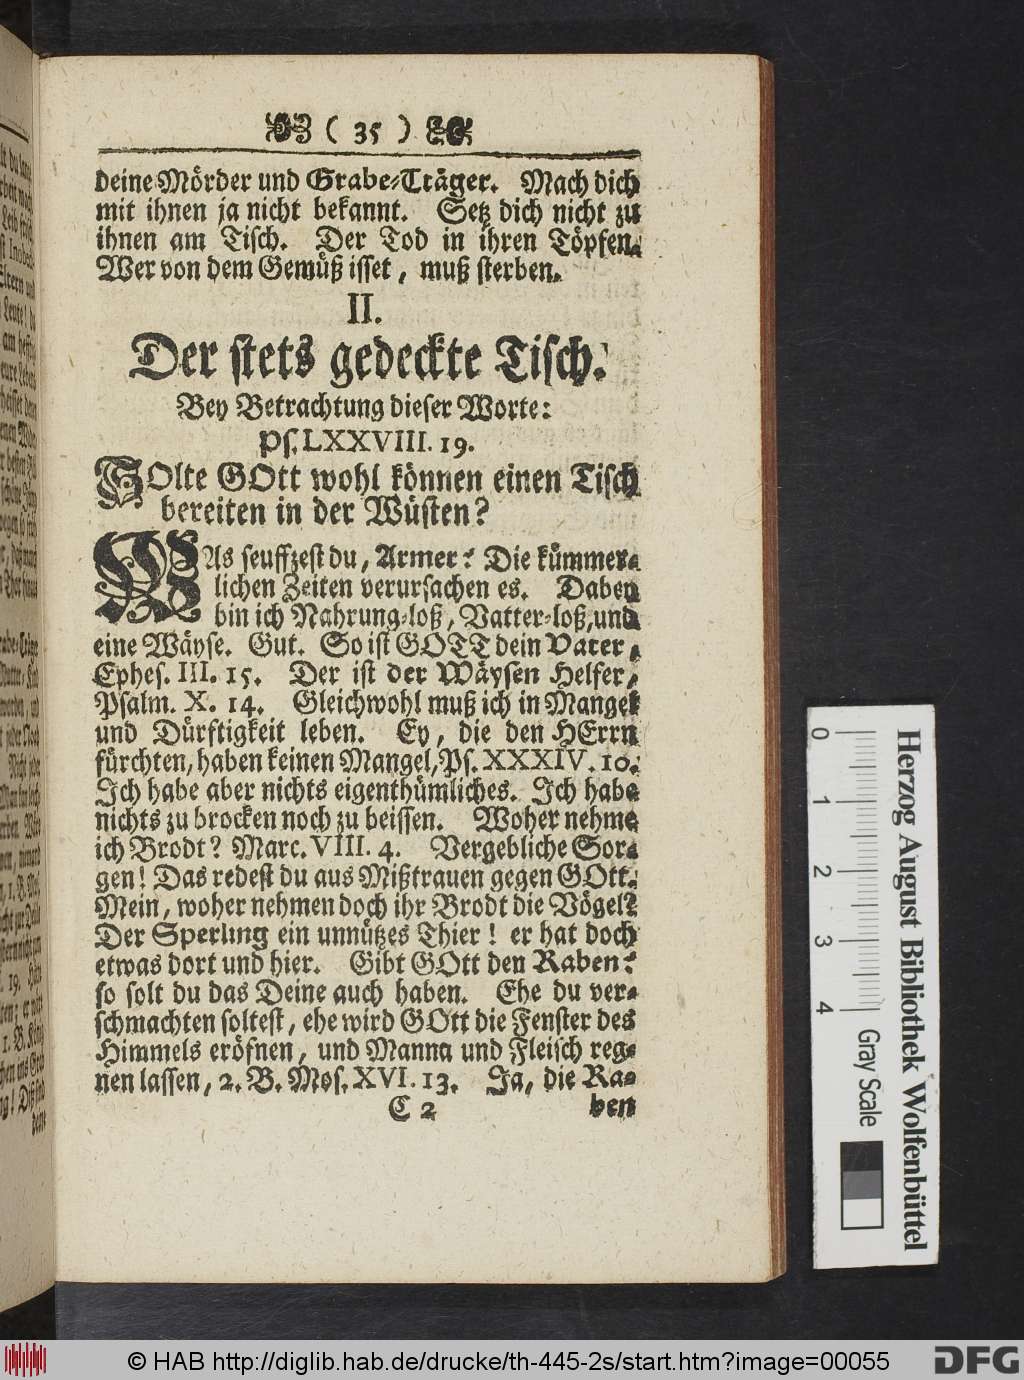 ( 35 )
deine Mörder und Grabe-Träger. Mach dich
mit ihnen ja nicht bekannt. Setz dich nicht zu
ihnen am Tisch. Der Tod in ihren Töpfen.
Wer von dem Gemüß isset, muß sterben.
II.
Der stets gedeckte Tisch.
Bey Betrachtung dieser Worte:
Ps. LXXVIII. 19.
SOlte GOtt wohl können einen Tisch
bereiten in der Wüsten?
WAs seuffzest du, Armer? Die kümmer-
lichen Zeiten verursachen es. Daben
bin ich Nahrung-loß, Vatter-loß, und
eine Wäyse. Gut. So ist GOTT dein Vater,
Ephes. III. 15. Der ist der Wäysen Helfer,
Psalm. X. 14. Gleichwohl muß ich in Mangel
und Dürftigkeit leben. Ey, die den HErrn
fürchten, haben keinen Mangel, Ps. XXXIV. 10.
Ich habe aber nichts eigenthümliches. Ich habe
nichts zu brocken noch zu beissen. Woher nehme
ich Brodt? Marc. VIII. 4. Vergebliche Sor-
gen! Das redest du aus Mißtrauen gegen GOtt.
Mein, woher nehmen doch ihr Brodt die Vögel?
Der Sperling ein unnützes Thier! er hat doch
etwas dort und hier. Gibt GOtt den Raben:
so solt du das Deine auch haben. Ehe du ver-
schmachten soltest, ehe wird GOtt die Fenster des
Himmels eröfnen, und Manna und Fleisch reg-
nen lassen, 2. B. Mos. XVI. 13. Ja, die Ra-
C 2 ben
0 1 2 3 4 Gray Scale
Herzog August Bibliothek Wolfenbüttel
© HAB http://diglib.hab.de/drucke/th-445-2s/start.htm?image=00055
DFG